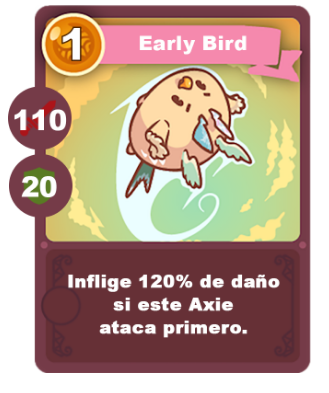 1
Early Bird
110
20
Inflige 120% de daño
si este Axie
ataca primero.